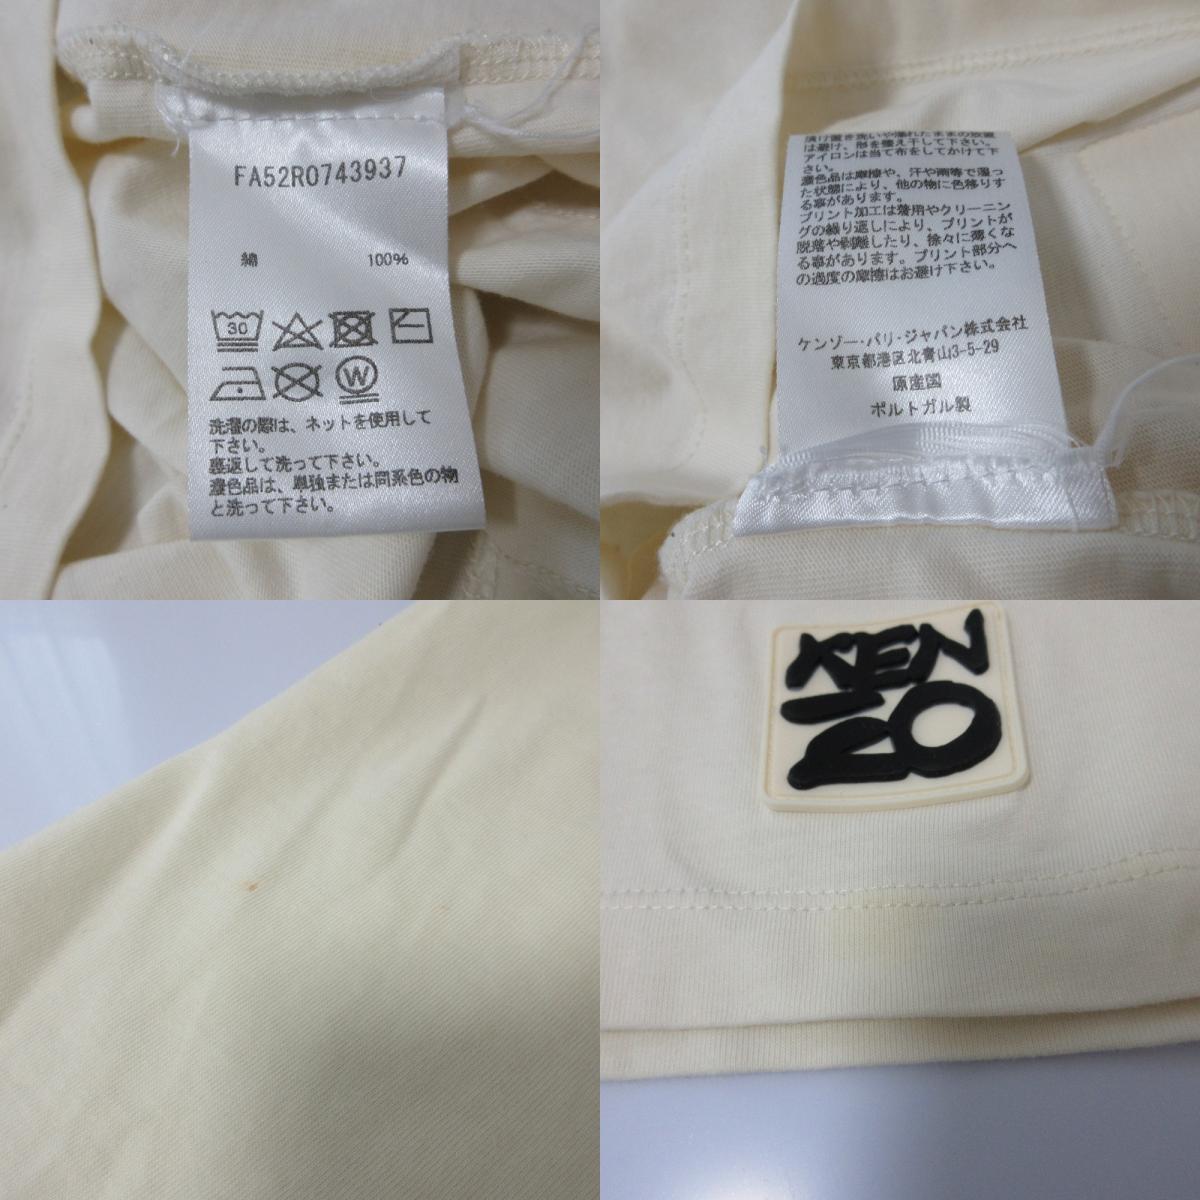 FA52R0743937
綿 100%
30
W
洗濯の際は、ネットを使用して
下さい。
裏返して洗って下さい。
濃色品は、単独または同系色の物
と洗って下さい。
漬け置き洗いや濡れたままの放置
は避け、形を整え干して下さい。
アイロンは当て布をしてかけて下
さい。
濃色品は摩擦や、汗や雨等で湿っ
た状態により、他の物に色移りす
る事があります。
プリント加工は着用やクリーニン
グの繰り返しにより、プリントが
脱落や剥離したり、徐々に薄くな
る事があります。プリント部分へ
の過度の摩擦はお避け下さい。
ケンゾー・パリ・ジャパン株式会社
東京都港区北青山3-5-29
原産国
ポルトガル製
KEN
ZO